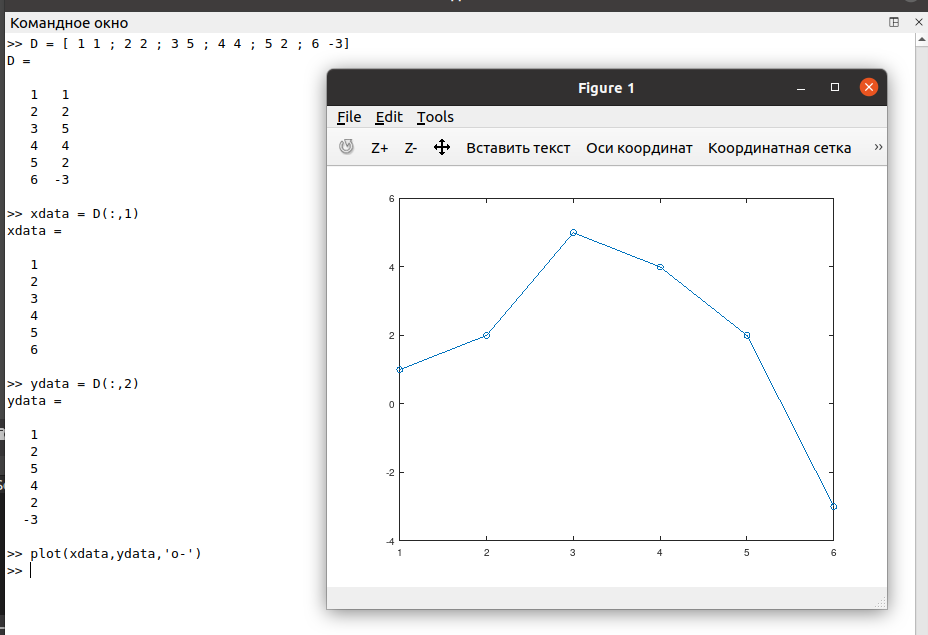 Командное окно
>> D = [ 1 1 ; 2 2 ; 3 5 ; 4 4 ; 5 2 ; 6 -3]
D =
1 1
2 2
3 5
4 4
5 2
6 -3
>> xdata = D(:,1)
xdata =
1
2
3
4
5
6
>> ydata = D(:,2)
ydata =
1
2
5
4
2
-3
>> plot(xdata,ydata,'o-')
>>
Figure 1
File Edit Tools
Z+ Z- Вставить текст Оси координат Координатная сетка »
6
4
2
0
-2
-4
1 2 3 4 5 6